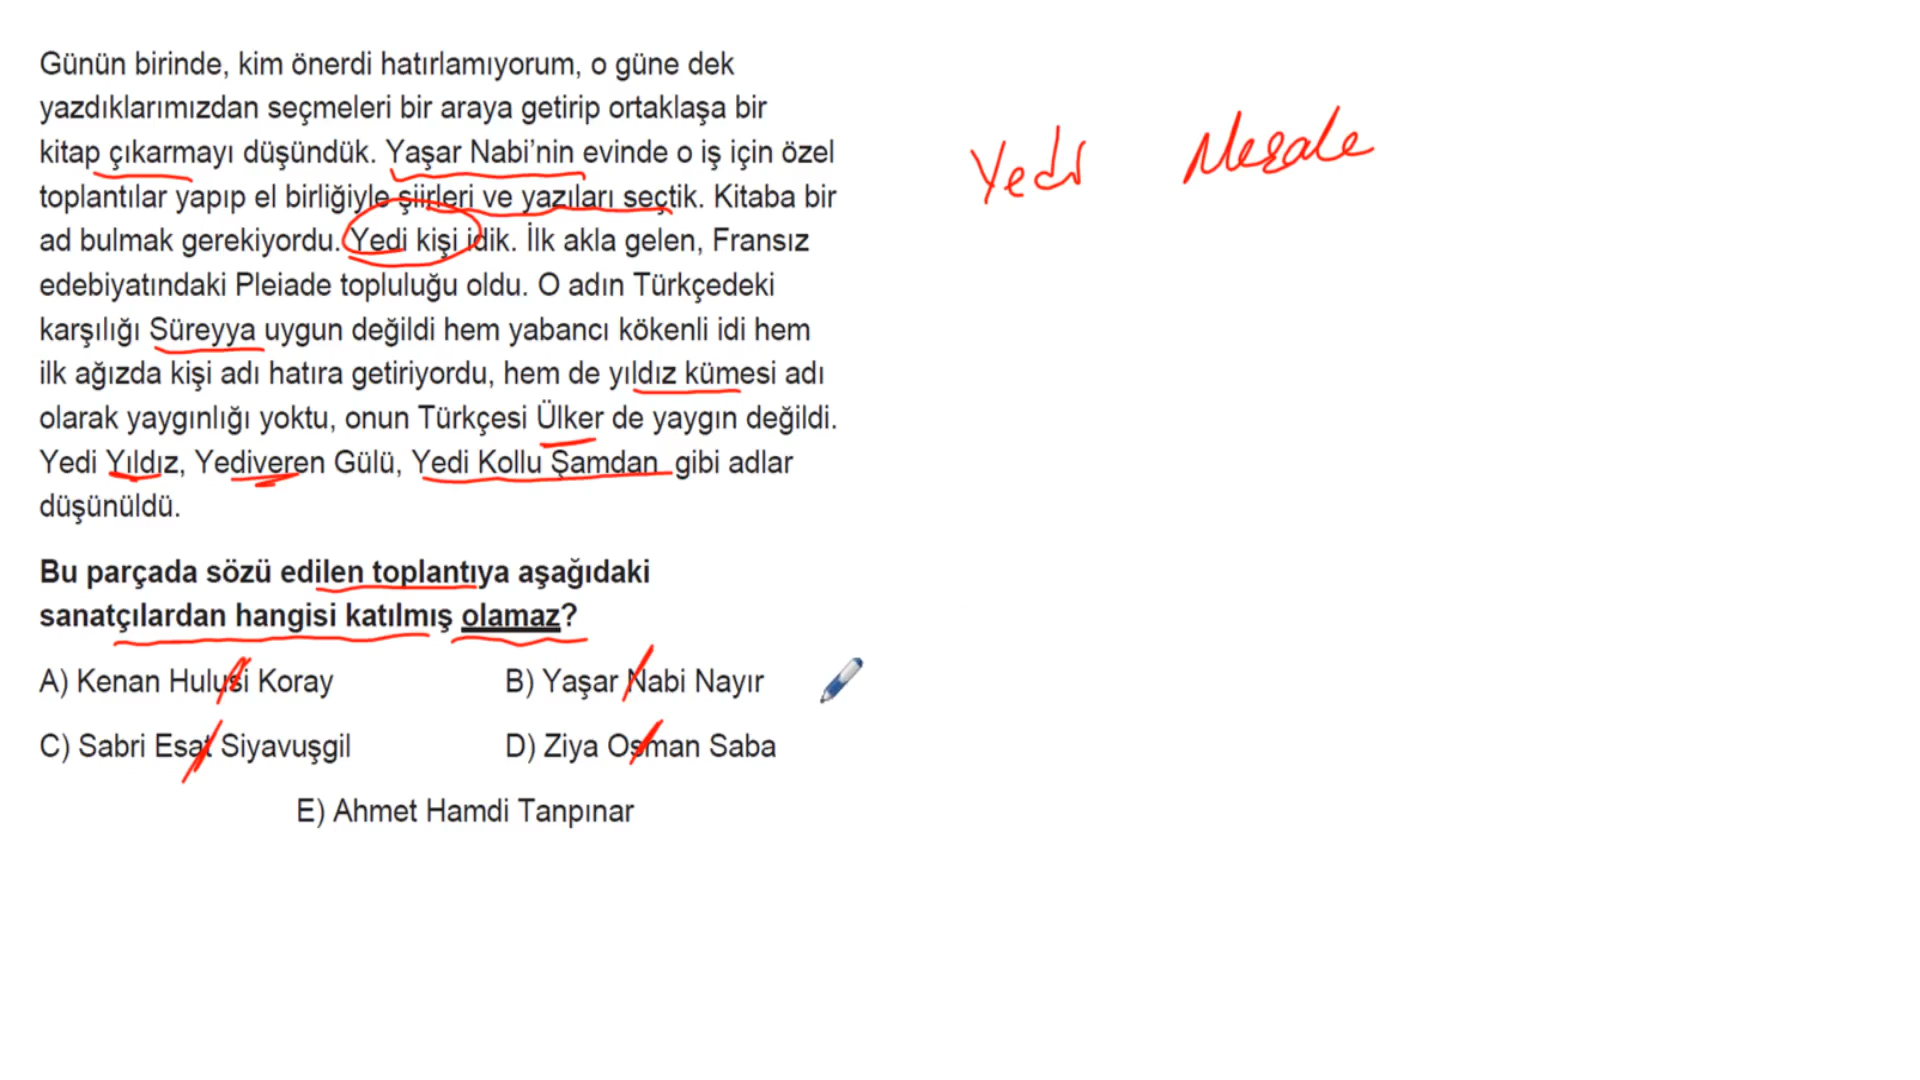 Günün birinde, kim önerdi hatırlamıyorum, o güne dek
yazdıklarımızdan seçmeleri bir araya getirip ortaklaşa bir
kitap çıkarmayı düşündük. Yaşar Nabi’nin evinde o iş için özel
toplantılar yapıp el birliğiyle şiirleri ve yazıları seçtik. Kitaba bir
ad bulmak gerekiyordu. Yedi kişi idik. İlk akla gelen, Fransız
edebiyatındaki Pleiade topluluğu oldu. O adın Türkçedeki
karşılığı Süreyya uygun değildi hem yabancı kökenli idi hem
ilk ağızda kişi adı hatıra getiriyordu, hem de yıldız kümesi adı
olarak yaygınlığı yoktu, onun Türkçesi Ülker de yaygın değildi.
Yedi Yıldız, Yediveren Gülü, Yedi Kollu Şamdan gibi adlar
düşünüldü.
Bu parçada sözü edilen toplantıya aşağıdaki
sanatçılardan hangisi katılmış olamaz?
A) Kenan Hulusi Koray
B) Yaşar Nabi Nayır
C) Sabri Esat Siyavuşgil
D) Ziya Osman Saba
E) Ahmet Hamdi Tanpınar
Yedi Meşale